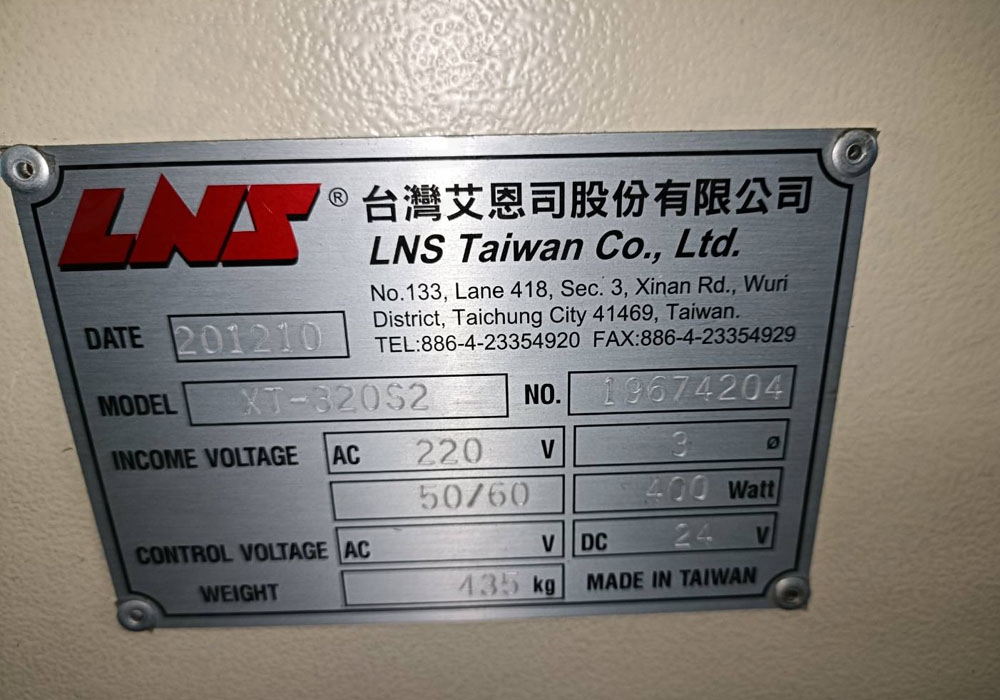 LNS® 台灣艾恩司股份有限公司
LNS Taiwan Co., Ltd.
No.133, Lane 418, Sec. 3, Xinan Rd., Wuri
District, Taichung City 41469, Taiwan.
TEL:886-4-23354920 FAX:886-4-23354929
DATE 201210
MODEL XT-320S2 NO. 19674204
INCOME VOLTAGE AC 220 V 3 ø
50/60 400 Watt
CONTROL VOLTAGE AC V DC 24 V
WEIGHT 435 kg MADE IN TAIWAN